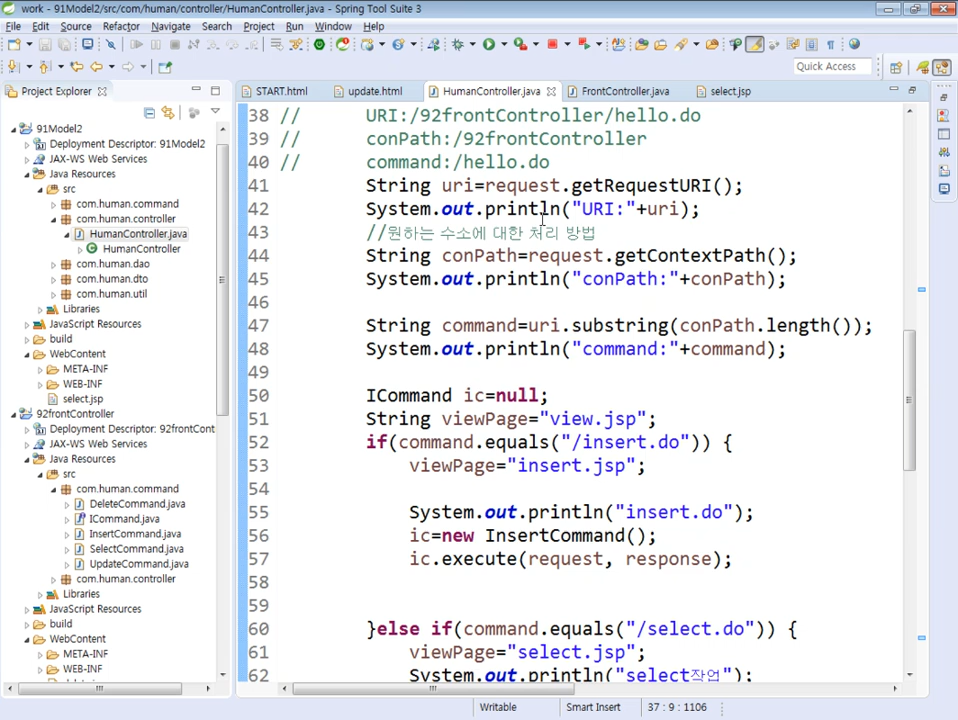 work - 91Model2/src/com/human/controller/HumanController.java - Spring Tool Suite 3
File Edit Source Refactor Navigate Search Project Run Window Help
Quick Access
Project Explorer
START.html update.html HumanController.java FrontController.java select.jsp
91Model2
Deployment Descriptor: 91Model2
JAX-WS Web Services
Java Resources
src
com.human.command
com.human.controller
HumanController.java
HumanController
com.human.dao
com.human.dto
com.human.util
Libraries
JavaScript Resources
build
WebContent
META-INF
WEB-INF
select.jsp
92frontController
Deployment Descriptor: 92frontCont
JAX-WS Web Services
Java Resources
src
com.human.command
DeleteCommand.java
ICommand.java
InsertCommand.java
SelectCommand.java
UpdateCommand.java
com.human.controller
Libraries
JavaScript Resources
build
WebContent
META-INF
WEB-INF
38 // URI:/92frontController/hello.do
39 // conPath:/92frontController
40 // command:/hello.do
41 String uri=request.getRequestURI();
42 System.out.println("URI:"+uri);
43 //원하는 수소에 대한 처리 방법
44 String conPath=request.getContextPath();
45 System.out.println("conPath:"+conPath);
46
47 String command=uri.substring(conPath.length());
48 System.out.println("command:"+command);
49
50 ICommand ic=null;
51 String viewPage="view.jsp";
52 if(command.equals("/insert.do")) {
53 viewPage="insert.jsp";
54
55 System.out.println("insert.do");
56 ic=new InsertCommand();
57 ic.execute(request, response);
58
59
60 }else if(command.equals("/select.do")) {
61 viewPage="select.jsp";
62 System.out.println("select작업");
Writable Smart Insert 37 : 9 : 1106